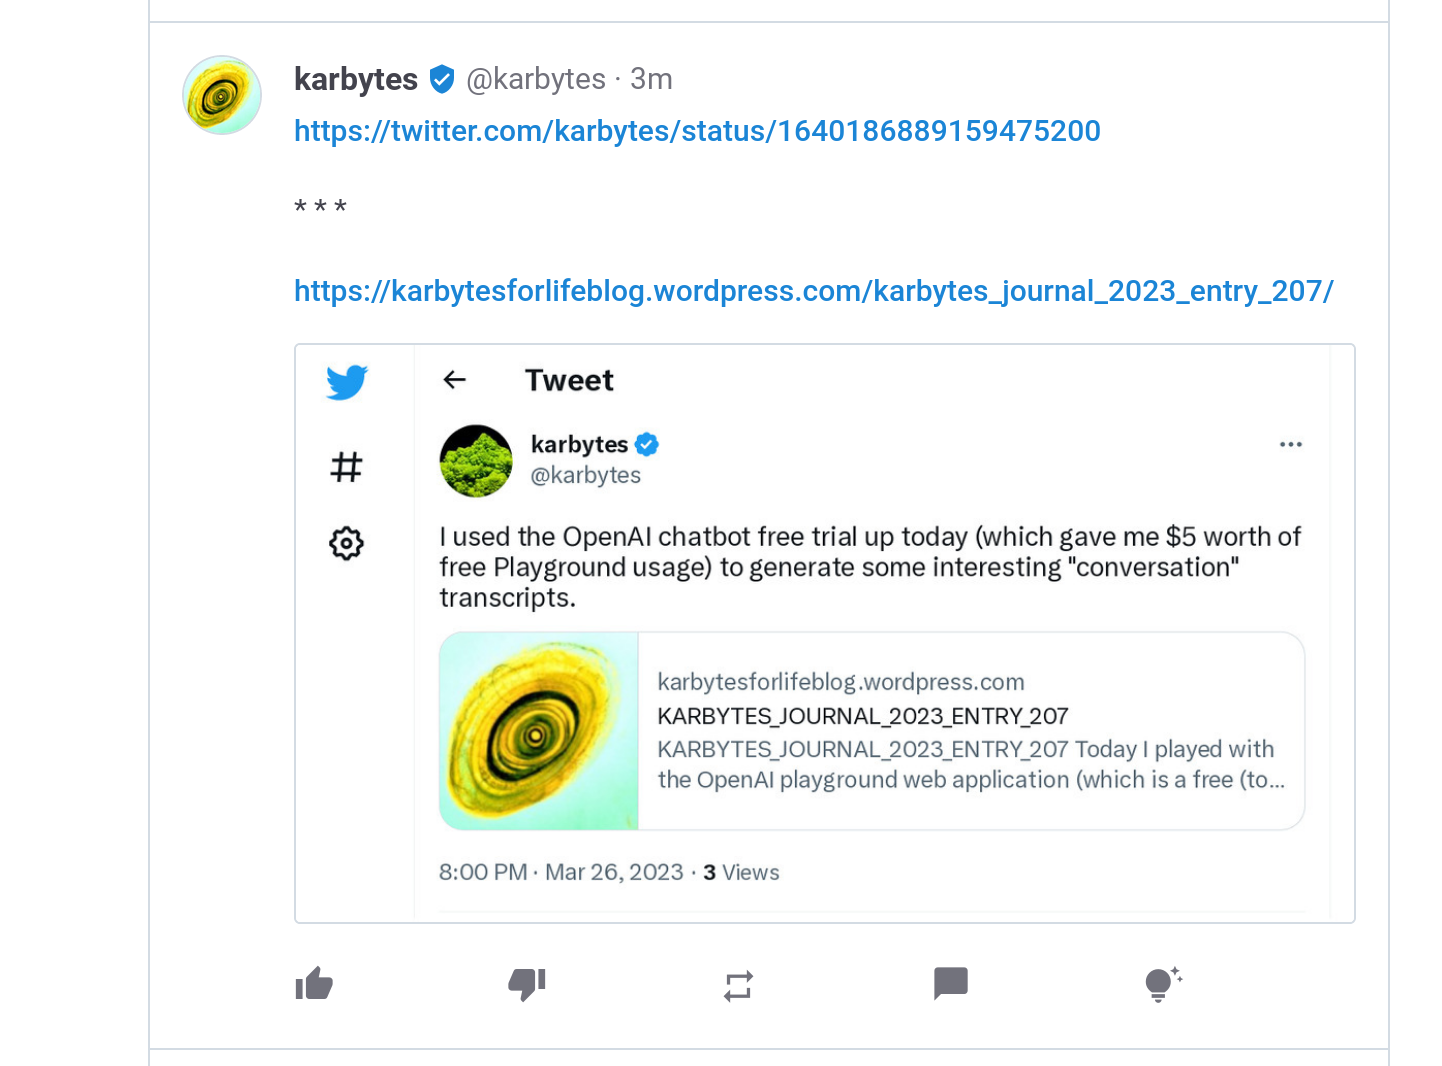 karbytes @karbytes · 3m
https://twitter.com/karbytes/status/1640186889159475200
* * *
https://karbytesforlifeblog.wordpress.com/karbytes_journal_2023_entry_207/
Tweet
karbytes
@karbytes
I used the OpenAI chatbot free trial up today (which gave me $5 worth of
free Playground usage) to generate some interesting "conversation"
transcripts.
karbytesforlifeblog.wordpress.com
KARBYTES_JOURNAL_2023_ENTRY_207
KARBYTES_JOURNAL_2023_ENTRY_207 Today I played with
the OpenAI playground web application (which is a free (to...
8:00 PM · Mar 26, 2023 · 3 Views